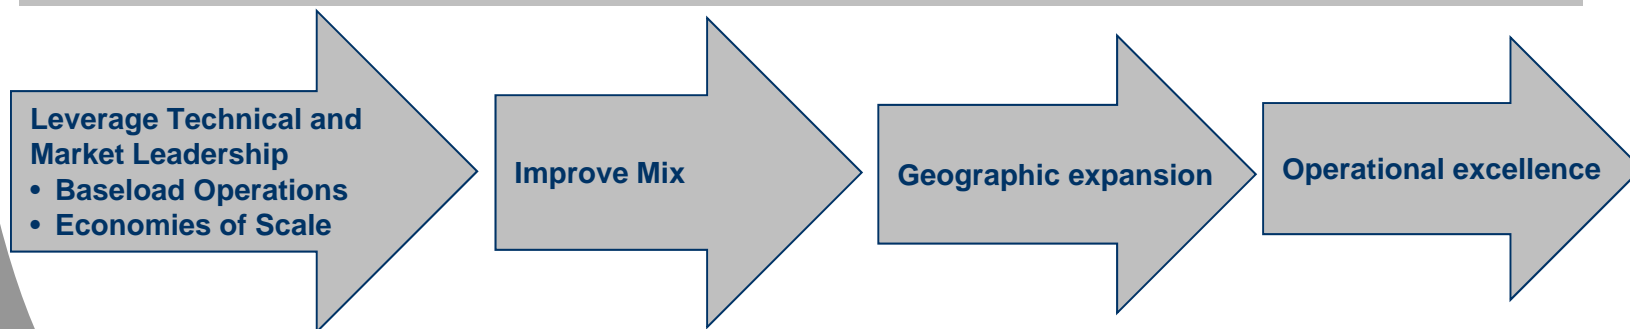 Leverage Technical and
Market Leadership
• Baseload Operations
• Economies of Scale
Improve Mix
Geographic expansion
Operational excellence